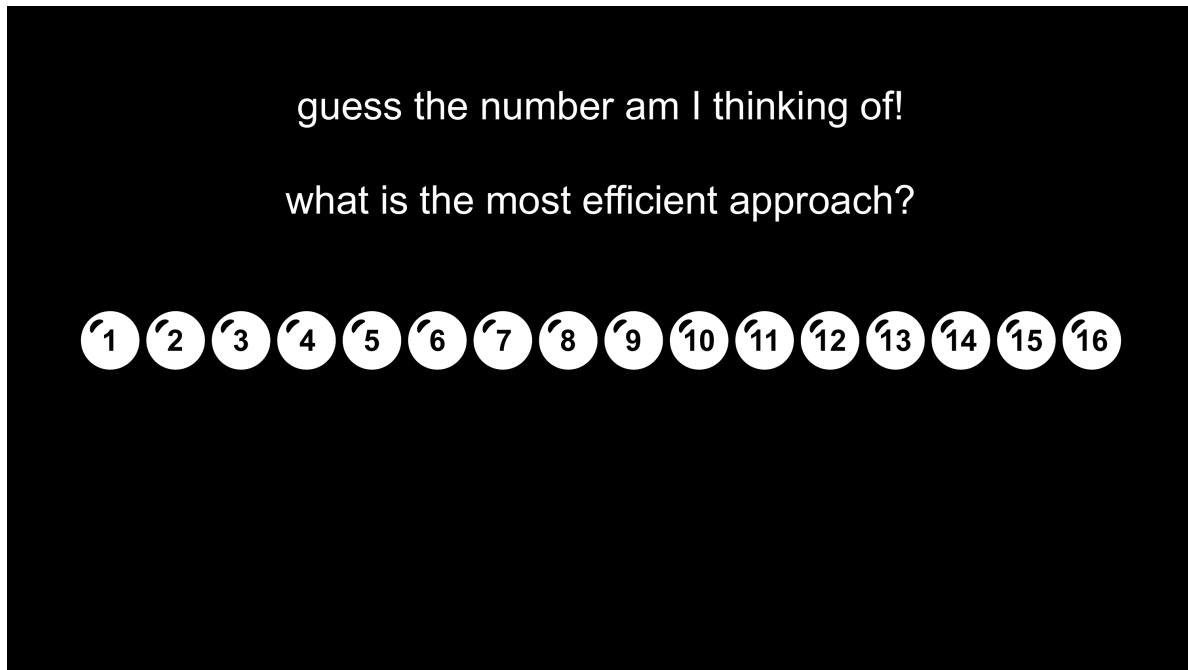 guess the number am I thinking of!
what is the most efficient approach?
1 2 3 4 5 6 7 8 9 10 11 12 13 14 15 16